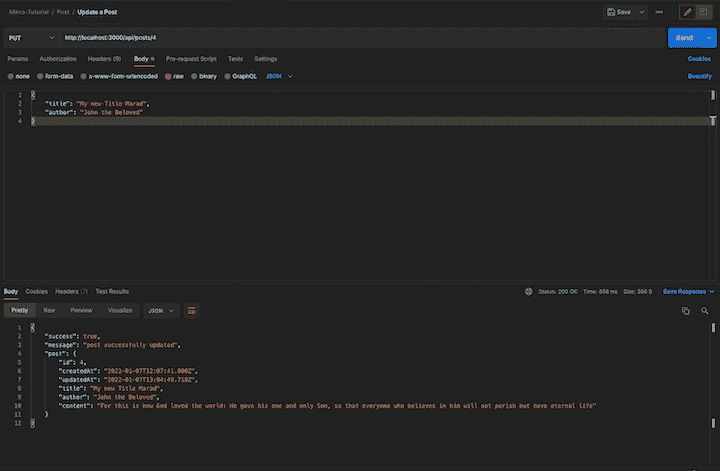 Mikro-Tutorial / Post / Update a Post
Save
PUT http://localhost:3000/api/posts/4 Send
Params Authorization Headers (9) Body Pre-request Script Tests Settings Cookies
none form-data x-www-form-urlencoded raw binary GraphQL JSON Beautify
1 {
2 "title": "My new Title Marad",
3 "author": "John the Beloved"
4 }
Body Cookies Headers (7) Test Results Status: 200 OK Time: 856 ms Size: 566 B Save Response
Pretty Raw Preview Visualize JSON
1 {
2 "success": true,
3 "message": "post successfully updated",
4 "post": {
5 "id": 4,
6 "createdAt": "2022-01-07T12:07:41.000Z",
7 "updatedAt": "2022-01-07T13:04:49.718Z",
8 "title": "My new Title Marad",
9 "author": "John the Beloved",
10 "content": "For this is how God loved the world: He gave his one and only Son, so that everyone who believes in him will not perish but have eternal life"
11 }
12 }